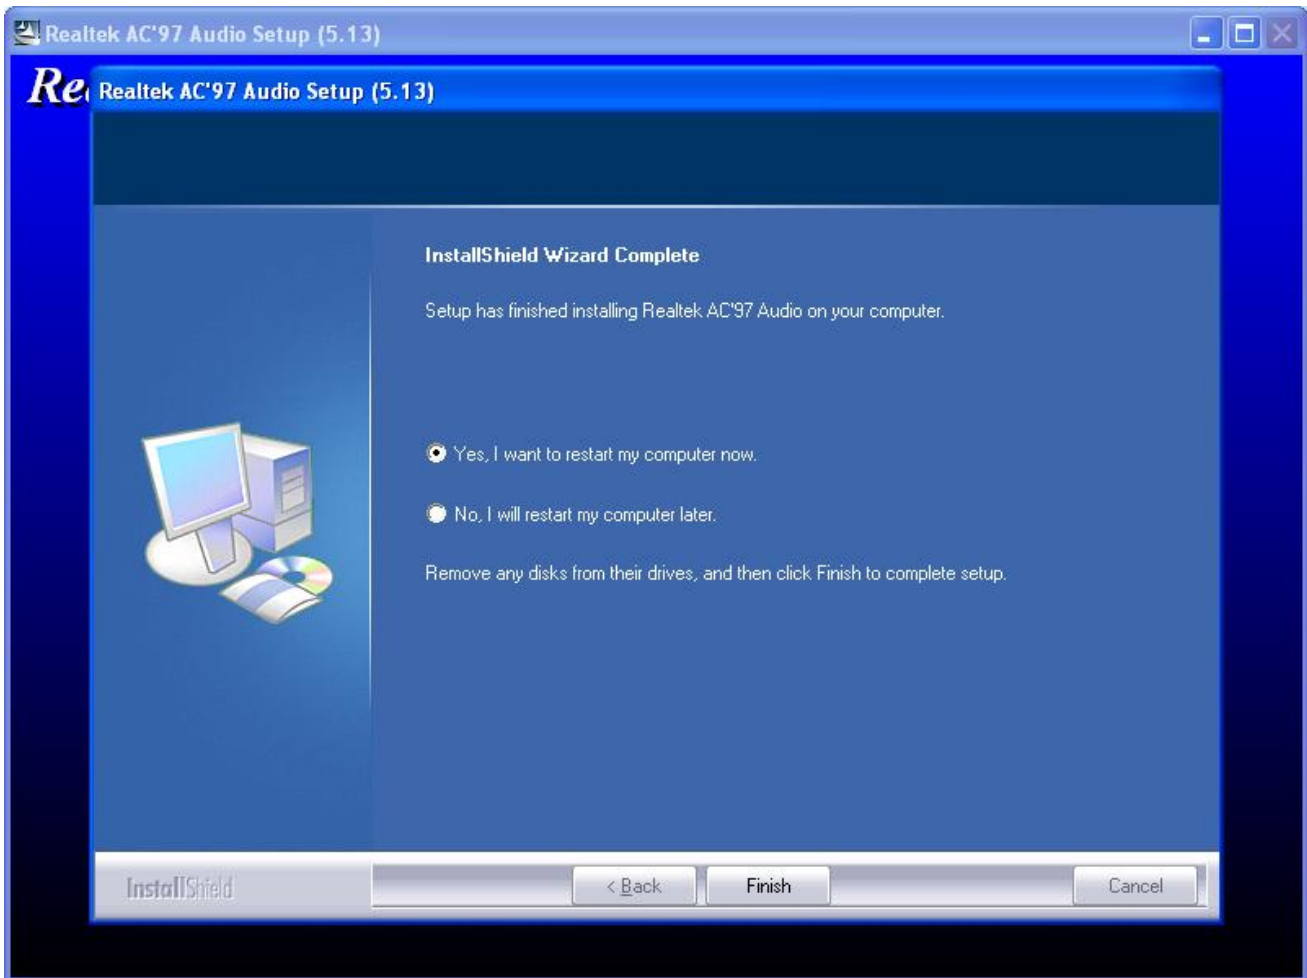 Realtek AC'97 Audio Setup (5.13)
Realtek AC'97 Audio Setup (5.13)
InstallShield Wizard Complete
Setup has finished installing Realtek AC'97 Audio on your computer.
Yes, I want to restart my computer now.
No, I will restart my computer later.
Remove any disks from their drives, and then click Finish to complete setup.
InstallShield
< Back
Finish
Cancel